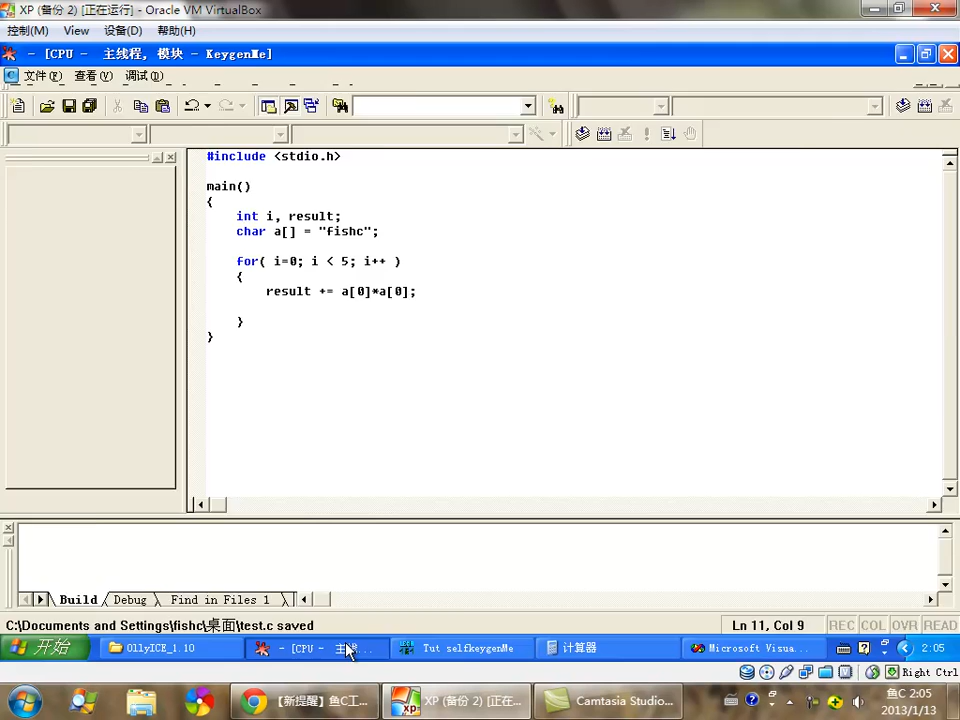 XP (备份 2) [正在运行] - Oracle VM VirtualBox
控制(M) View 设备(D) 帮助(H)
- [CPU - 主线程, 模块 - KeygenMe]
文件(F) 查看(V) 调试(D)
#include <stdio.h>
main()
{
int i, result;
char a[] = "fishc";
for( i=0; i < 5; i++ )
{
result += a[0]*a[0];
}
}
Build Debug Find in Files 1
C:\Documents and Settings\fishc\桌面\test.c saved
Ln 11, Col 9 REC COL OVR READ
开始 OllyICE_1.10 - [CPU - 主线... Tut selfkeygenMe 计算器 Microsoft Visua... 2:05
Right Ctrl
【新提醒】鱼C工... XP (备份 2) [正在... Camtasia Studio... 鱼C 2:05
2013/1/13